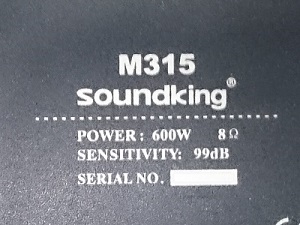 M315
soundking®
POWER: 600W 8Ω
SENSITIVITY: 99dB
SERIAL NO.